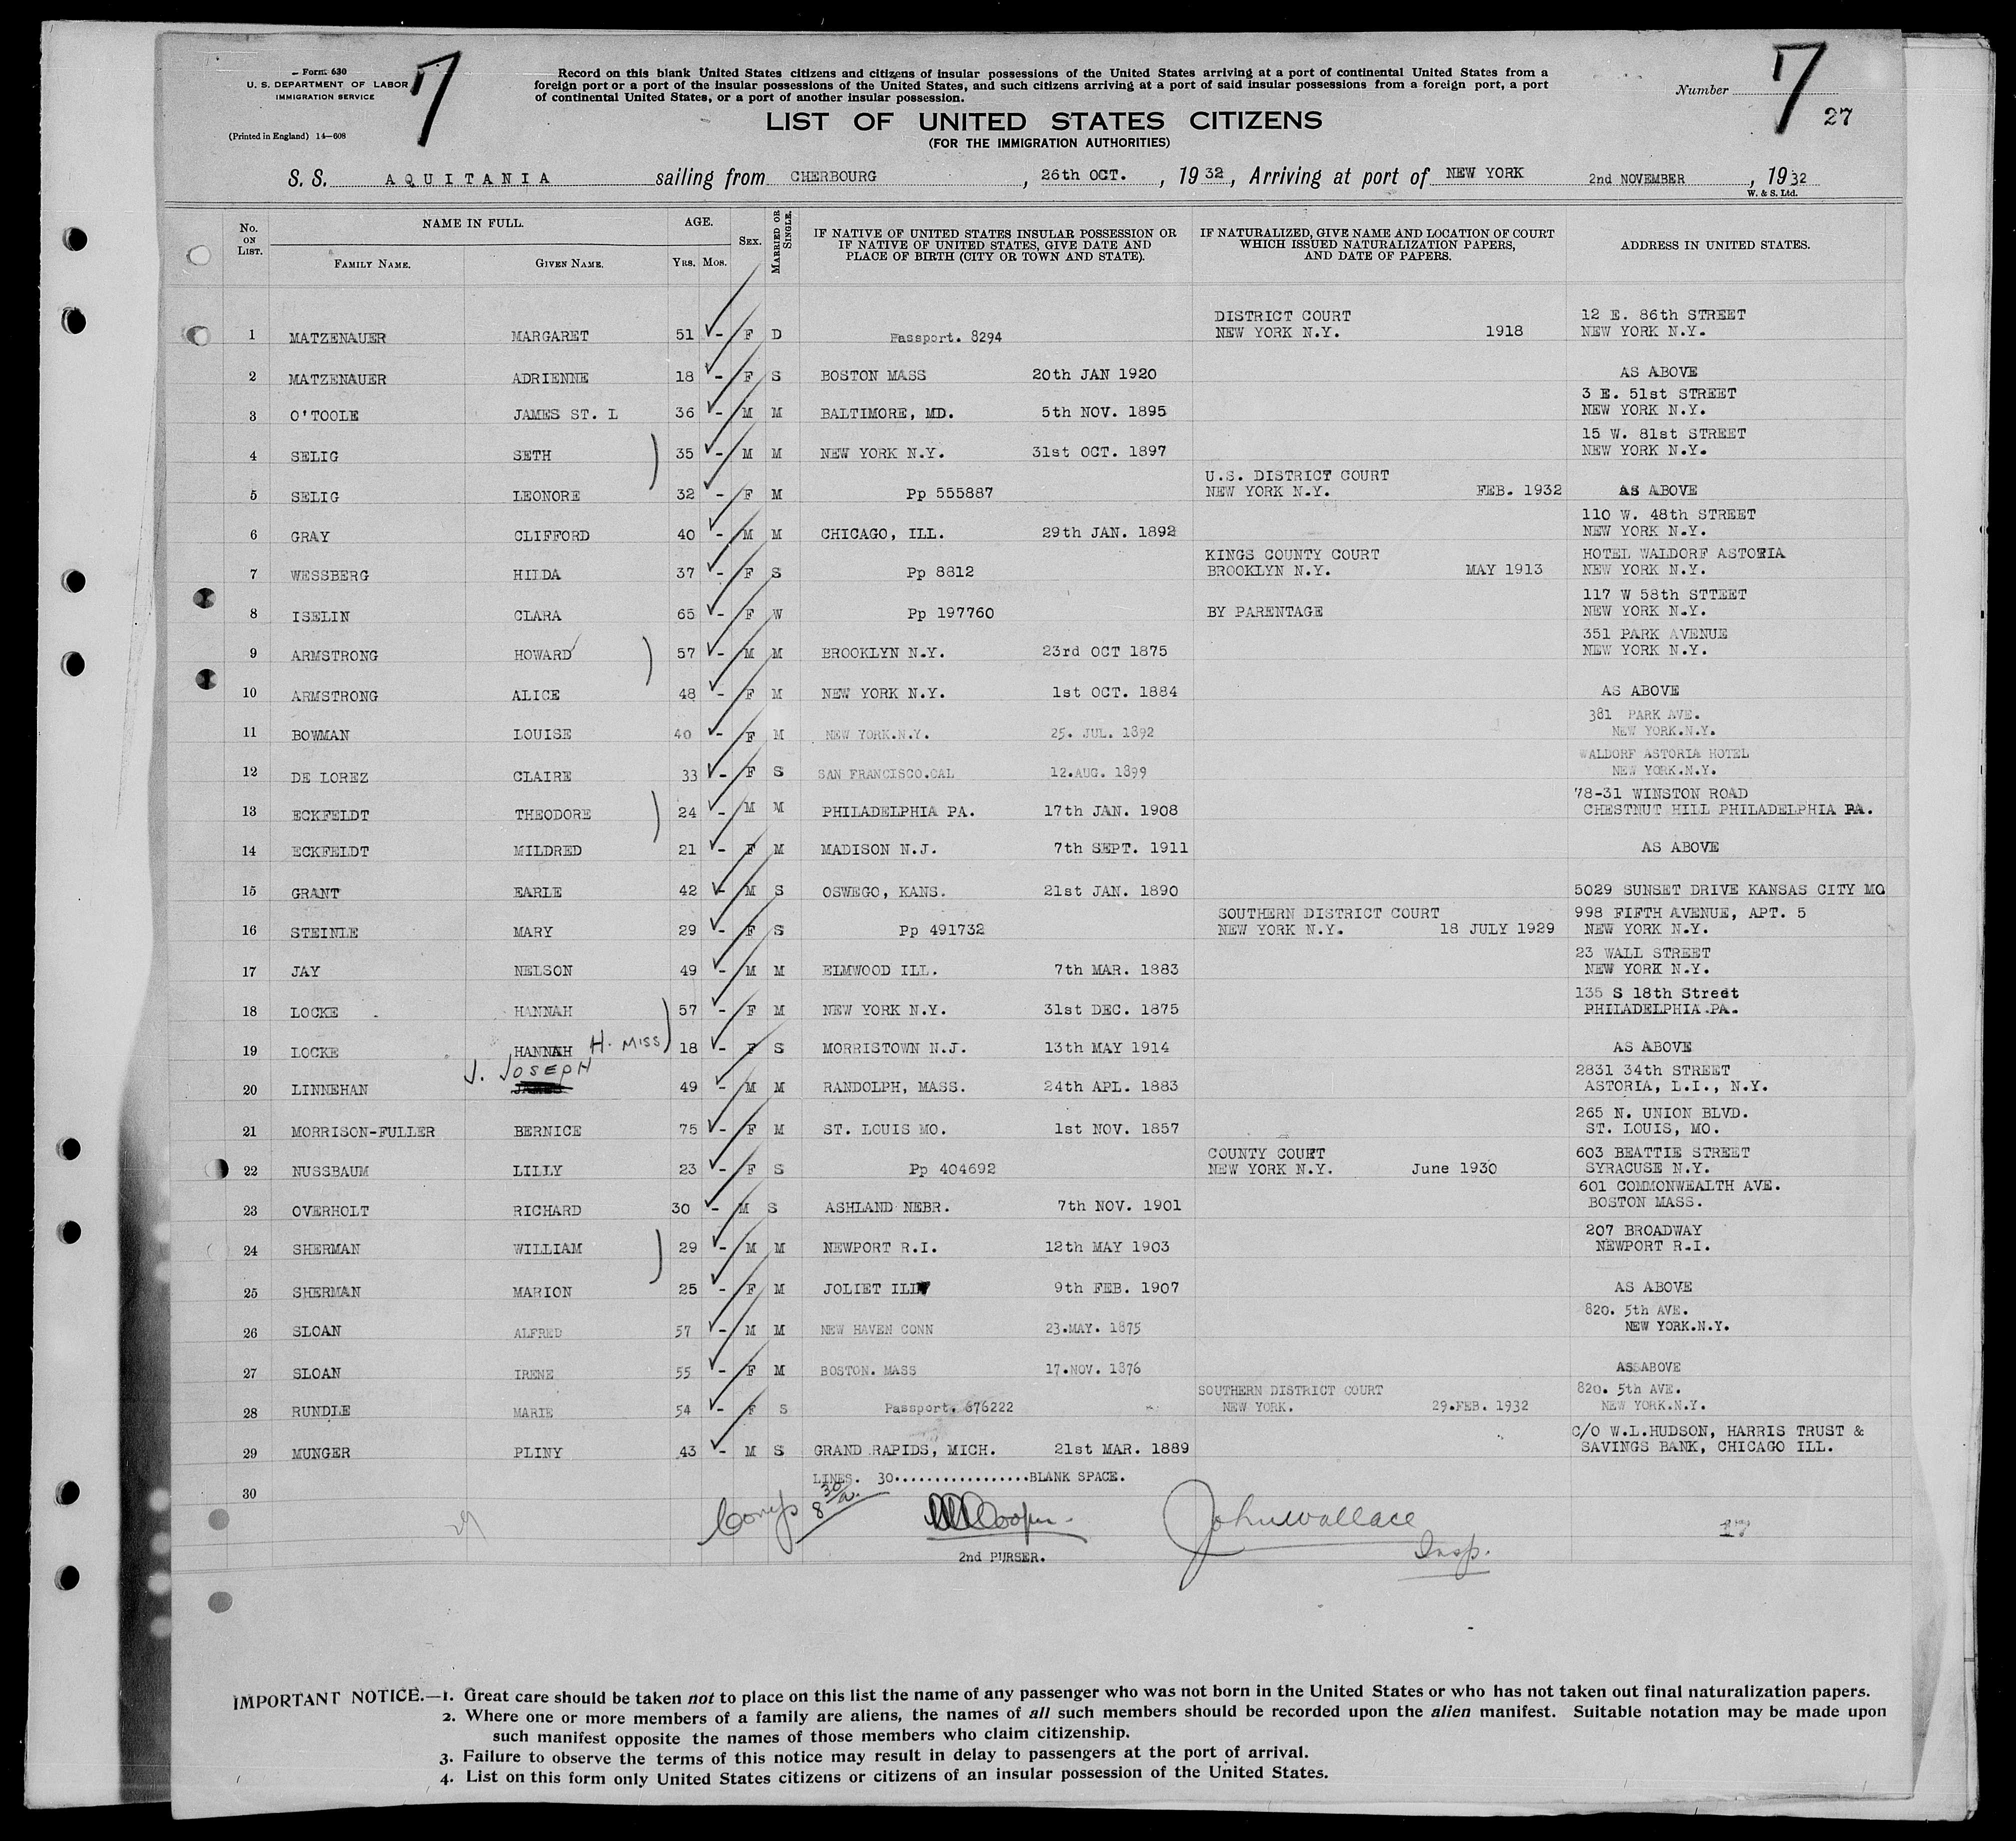 Form 630
U. S. DEPARTMENT OF LABOR
IMMIGRATION SERVICE
(Printed in England) 14—608
7
Record on this blank United States citizens and citizens of insular possessions of the United States arriving at a port of continental United States from a
foreign port or a port of the insular possessions of the United States, and such citizens arriving at a port of said insular possessions from a foreign port, a port
of continental United States, or a port of another insular possession.
Number 7
27
LIST OF UNITED STATES CITIZENS
(FOR THE IMMIGRATION AUTHORITIES)
S. S. AQUITANIA sailing from CHERBOURG, 26th OCT., 1932, Arriving at port of NEW YORK 2nd NOVEMBER, 1932
W. & S. Ltd.
No. ON LIST. NAME IN FULL. FAMILY NAME. GIVEN NAME. AGE. YRS. MOS. SEX. MARRIED OR SINGLE. IF NATIVE OF UNITED STATES INSULAR POSSESSION OR IF NATIVE OF UNITED STATES, GIVE DATE AND PLACE OF BIRTH (CITY OR TOWN AND STATE). IF NATURALIZED, GIVE NAME AND LOCATION OF COURT WHICH ISSUED NATURALIZATION PAPERS, AND DATE OF PAPERS. ADDRESS IN UNITED STATES.
1 MATZENAUER MARGARET 51 - F D Passport. 8294 DISTRICT COURT NEW YORK N.Y. 1918 12 E. 86th STREET NEW YORK N.Y.
2 MATZENAUER ADRIENNE 18 - F S BOSTON MASS 20th JAN 1920 AS ABOVE
3 O'TOOLE JAMES ST. L 36 - M M BALTIMORE, MD. 5th NOV. 1895 3 E. 51st STREET NEW YORK N.Y.
4 SELIG SETH 35 - M M NEW YORK N.Y. 31st OCT. 1897 15 W. 81st STREET NEW YORK N.Y.
5 SELIG LEONORE 32 - F M Pp 555887 U.S. DISTRICT COURT NEW YORK N.Y. FEB. 1932 AS ABOVE
6 GRAY CLIFFORD 40 - M M CHICAGO, ILL. 29th JAN. 1892 110 W. 48th STREET NEW YORK N.Y.
7 WESSBERG HILDA 37 - F S Pp 8812 KINGS COUNTY COURT BROOKLYN N.Y. MAY 1913 HOTEL WALDORF ASTORIA NEW YORK N.Y.
8 ISELIN CLARA 65 - F W Pp 197760 BY PARENTAGE 117 W 58th STTEET NEW YORK N.Y.
9 ARMSTRONG HOWARD 57 - M M BROOKLYN N.Y. 23rd OCT 1875 351 PARK AVENUE NEW YORK N.Y.
10 ARMSTRONG ALICE 48 - F M NEW YORK N.Y. 1st OCT. 1884 AS ABOVE
11 BOWMAN LOUISE 40 - F M NEW YORK.N.Y. 25. JUL. 1892 381 PARK AVE. NEW YORK.N.Y.
12 DE LOREZ CLAIRE 33 - F S SAN FRANCISCO.CAL 12.AUG. 1899 WALDORF ASTORIA HOTEL NEW YORK.N.Y.
13 ECKFELDT THEODORE 24 - M M PHILADELPHIA PA. 17th JAN. 1908 78-31 WINSTON ROAD CHESTNUT HILL PHILADELPHIA PA.
14 ECKFELDT MILDRED 21 - F M MADISON N.J. 7th SEPT. 1911 AS ABOVE
15 GRANT EARLE 42 - M S OSWEGO, KANS. 21st JAN. 1890 5029 SUNSET DRIVE KANSAS CITY MO
16 STEINLE MARY 29 - F S Pp 491732 SOUTHERN DISTRICT COURT NEW YORK N.Y. 18 JULY 1929 998 FIFTH AVENUE, APT. 5 NEW YORK N.Y.
17 JAY NELSON 49 - M M ELMWOOD ILL. 7th MAR. 1883 23 WALL STREET NEW YORK N.Y.
18 LOCKE HANNAH 57 - F M NEW YORK N.Y. 31st DEC. 1875 135 S 18th Street PHILADELPHIA.PA.
19 LOCKE HANNAH H. MISS 18 - F S MORRISTOWN N.J. 13th MAY 1914 AS ABOVE
20 LINNEHAN J. JOSEPH 49 - M M RANDOLPH, MASS. 24th APL. 1883 2831 34th STREET ASTORIA, L.I., N.Y.
21 MORRISON-FULLER BERNICE 75 - F M ST. LOUIS MO. 1st NOV. 1857 265 N. UNION BLVD. ST. LOUIS, MO.
22 NUSSBAUM LILLY 23 - F S Pp 404692 COUNTY COURT NEW YORK N.Y. June 1930 603 BEATTIE STREET SYRACUSE N.Y.
23 OVERHOLT RICHARD 30 - M S ASHLAND NEBR. 7th NOV. 1901 601 COMMONWEALTH AVE. BOSTON MASS.
24 SHERMAN WILLIAM 29 - M M NEWPORT R.I. 12th MAY 1903 207 BROADWAY NEWPORT R.I.
25 SHERMAN MARION 25 - F M JOLIET ILL 9th FEB. 1907 AS ABOVE
26 SLOAN ALFRED 57 - M M NEW HAVEN CONN 23.MAY. 1875 820. 5th AVE. NEW YORK.N.Y.
27 SLOAN IRENE 55 - F M BOSTON. MASS 17.NOV. 1876 AS ABOVE
28 RUNDLE MARIE 54 - F S Passport. 676222 SOUTHERN DISTRICT COURT NEW YORK. 29.FEB. 1932 820. 5th AVE. NEW YORK.N.Y.
29 MUNGER PLINY 43 - M S GRAND RAPIDS, MICH. 21st MAR. 1889 C/O W.L.HUDSON, HARRIS TRUST & SAVINGS BANK, CHICAGO ILL.
LINES. 30.................BLANK SPACE.
30
29 8 30/a. Cooper. John Wallace 17
2nd PURSER. Insp.
IMPORTANT NOTICE.—1. Great care should be taken not to place on this list the name of any passenger who was not born in the United States or who has not taken out final naturalization papers.
2. Where one or more members of a family are aliens, the names of all such members should be recorded upon the alien manifest. Suitable notation may be made upon
such manifest opposite the names of those members who claim citizenship.
3. Failure to observe the terms of this notice may result in delay to passengers at the port of arrival.
4. List on this form only United States citizens or citizens of an insular possession of the United States.